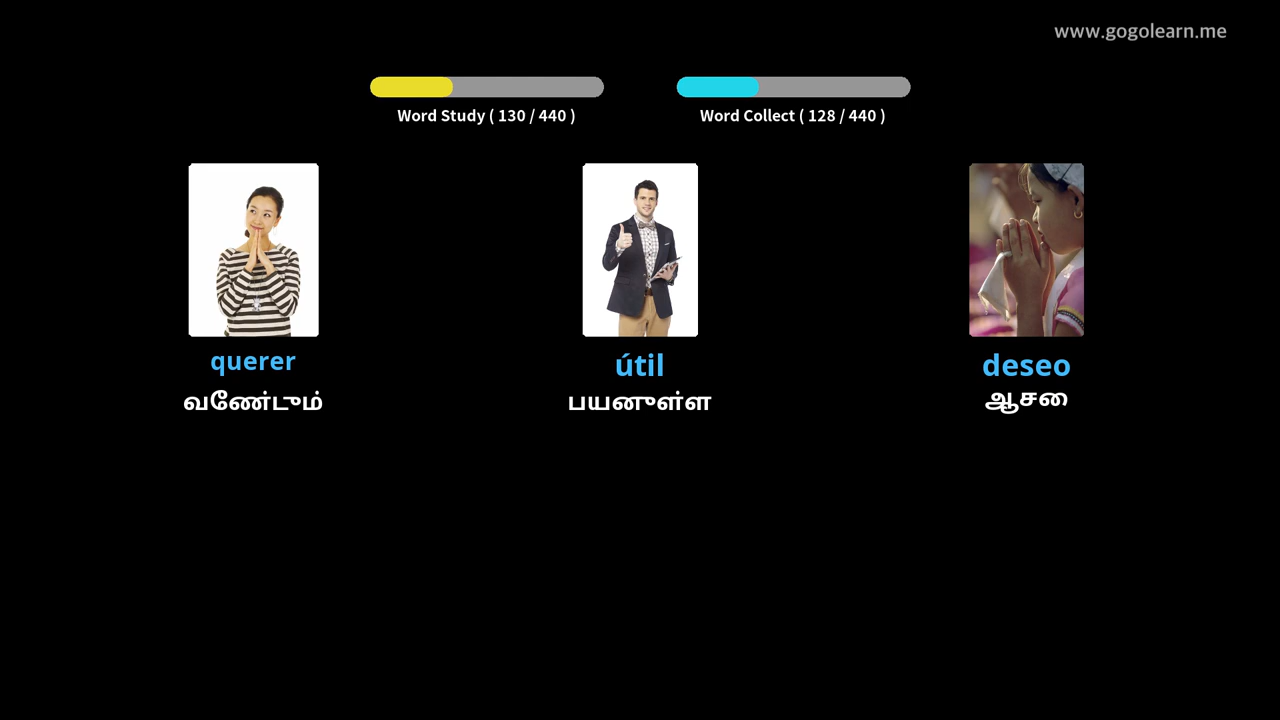 www.gogolearn.me
Word Study ( 130 / 440 )
Word Collect ( 128 / 440 )
querer
útil
deseo
வேண்டும்
பயனுள்ள
ஆசை